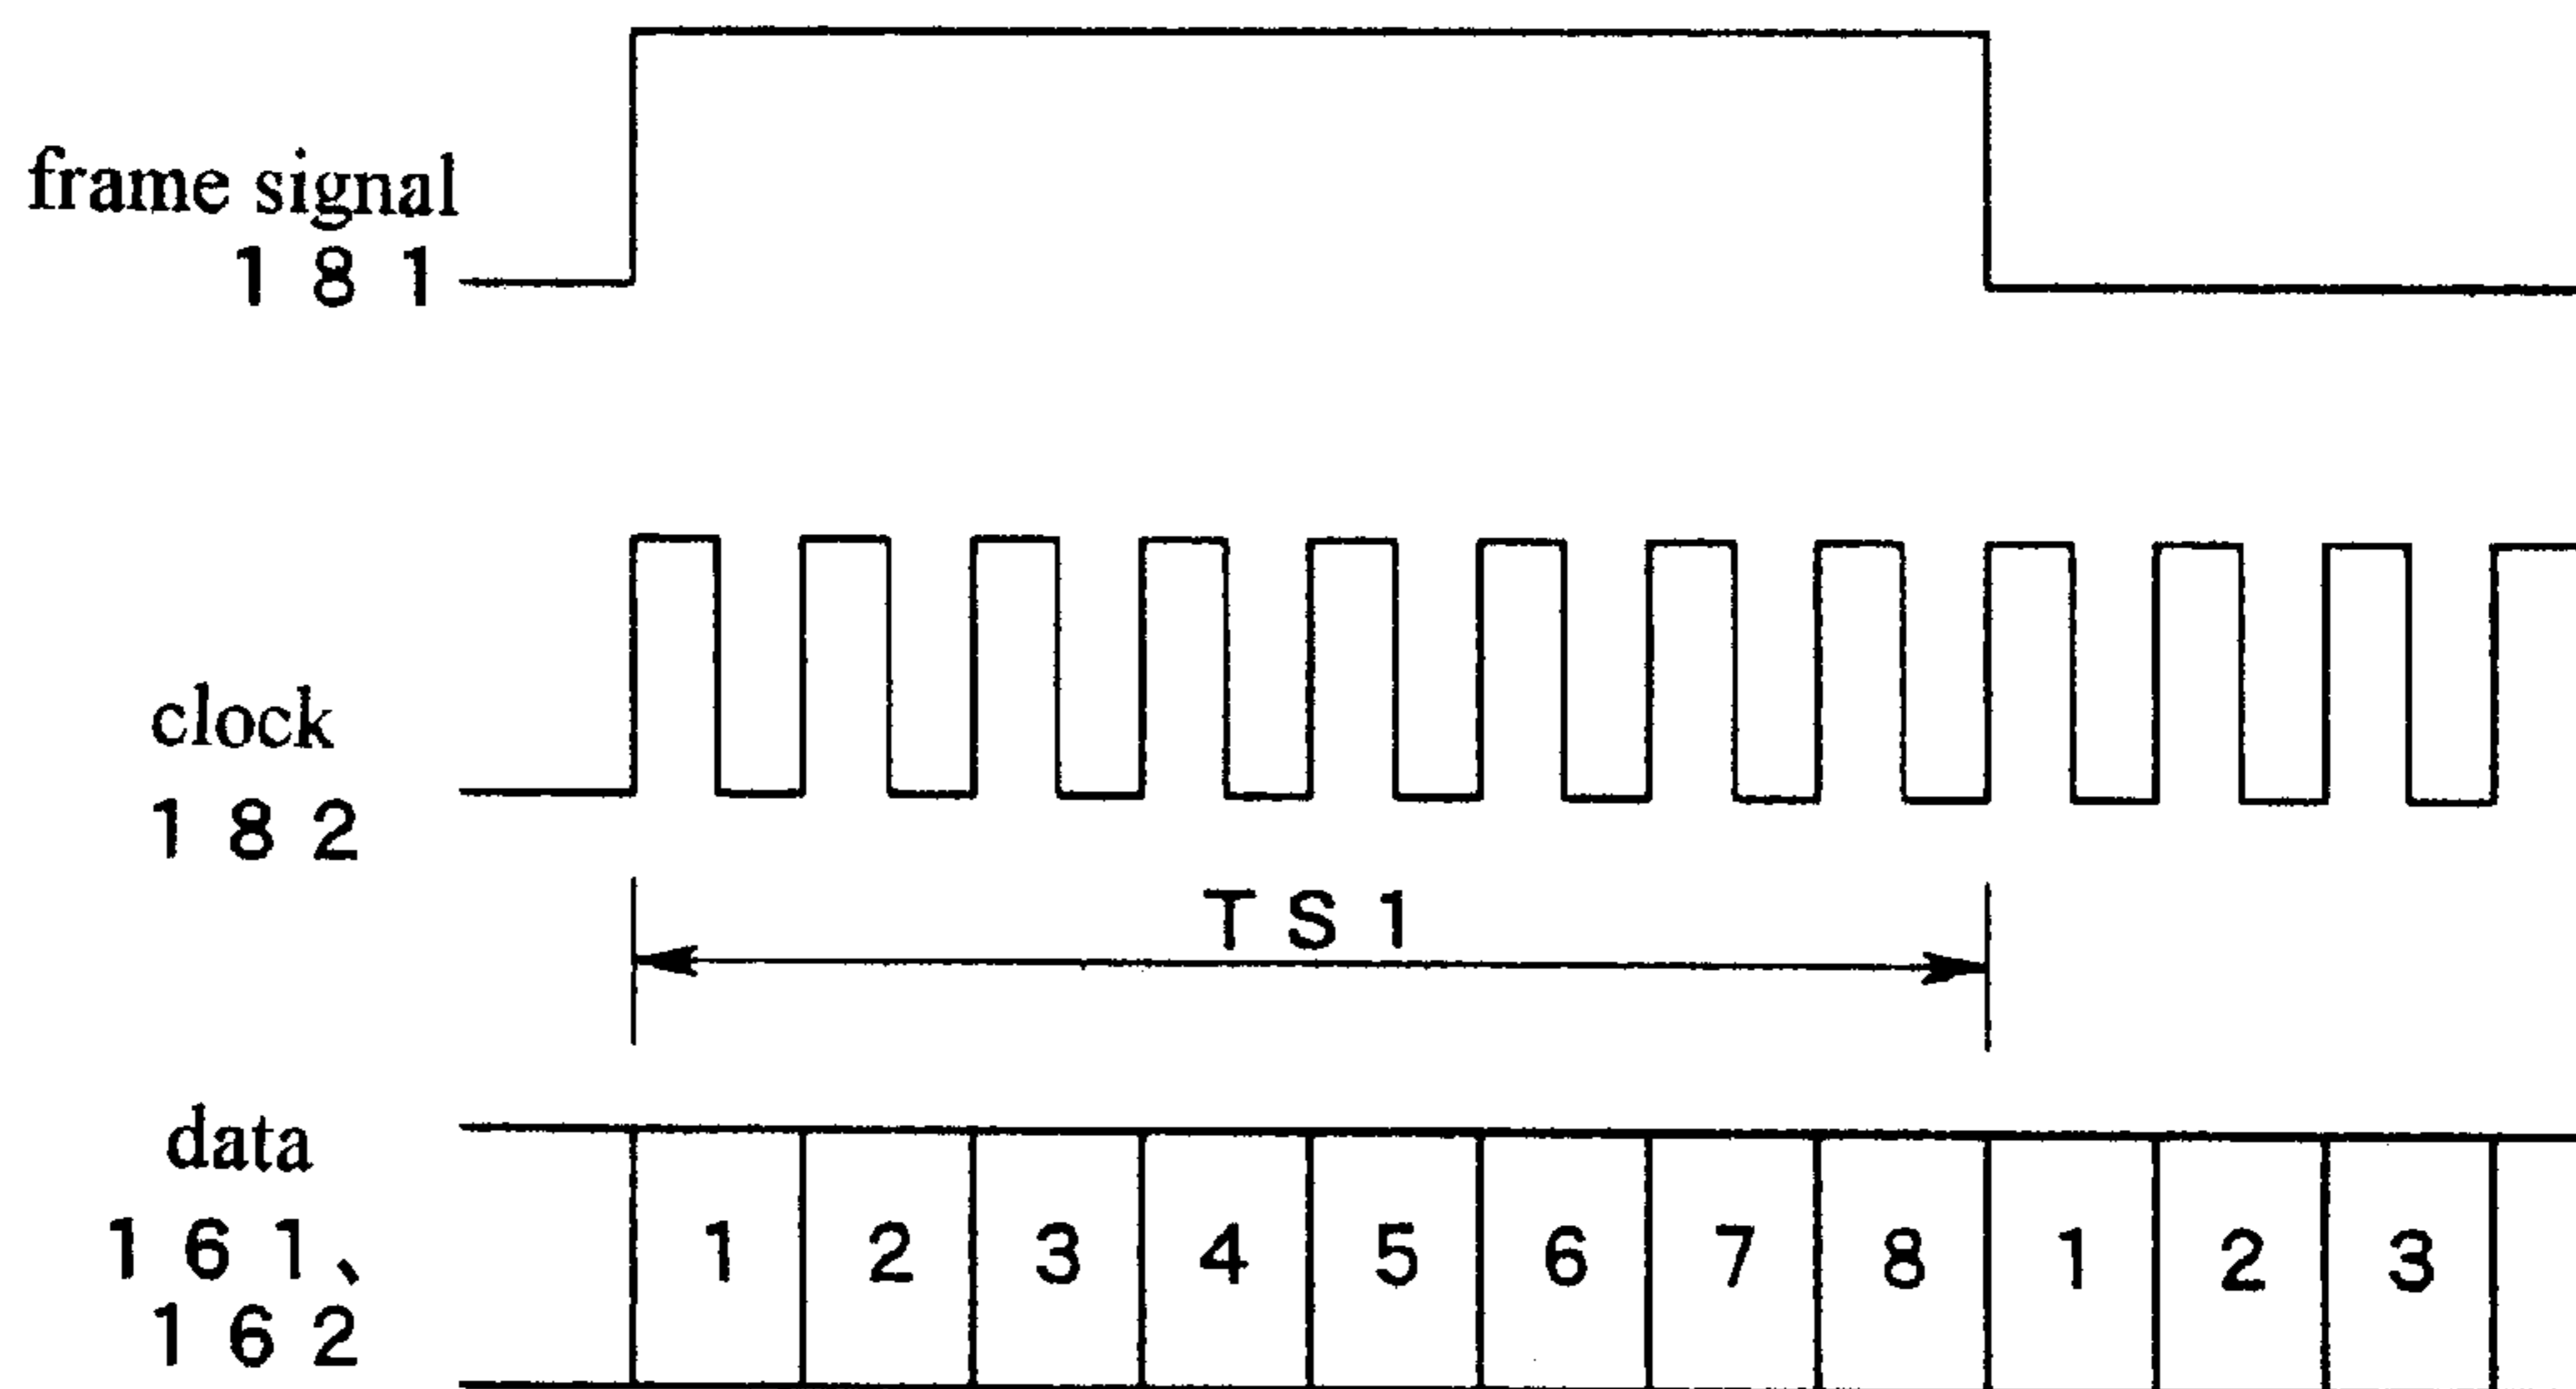 frame signal
１８１
clock
１８２
ＴＳ１
data
１６１、
１６２
1 2 3 4 5 6 7 8 1 2 3